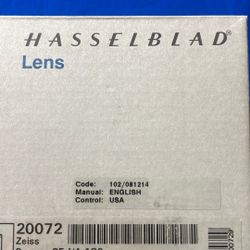 HASSELBLAD®
Lens
Code: 102/081214
Manual: ENGLISH
Control: USA
20072
Zeiss